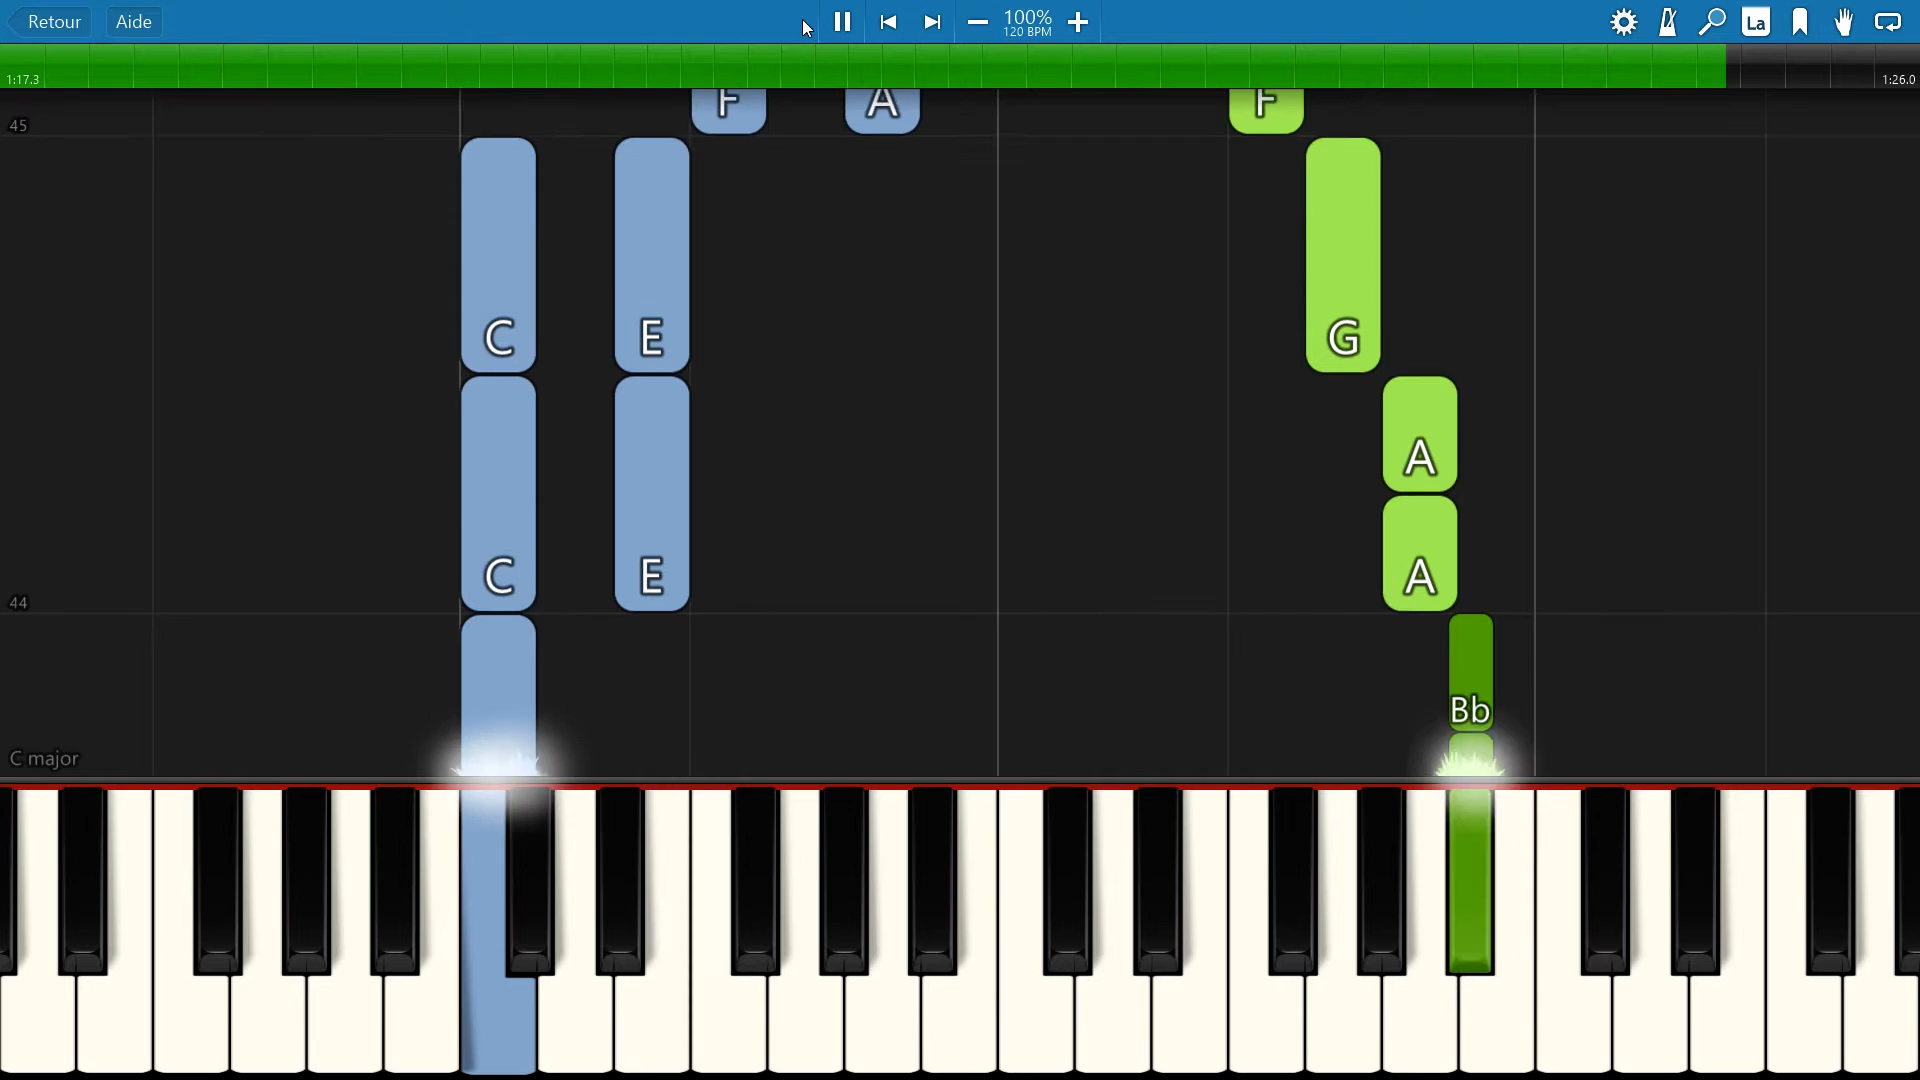 Retour
Aide
100%
120 BPM
La
1:17.3
1:26.0
F
A
F
45
C
E
G
A
C
E
A
44
Bb
C major